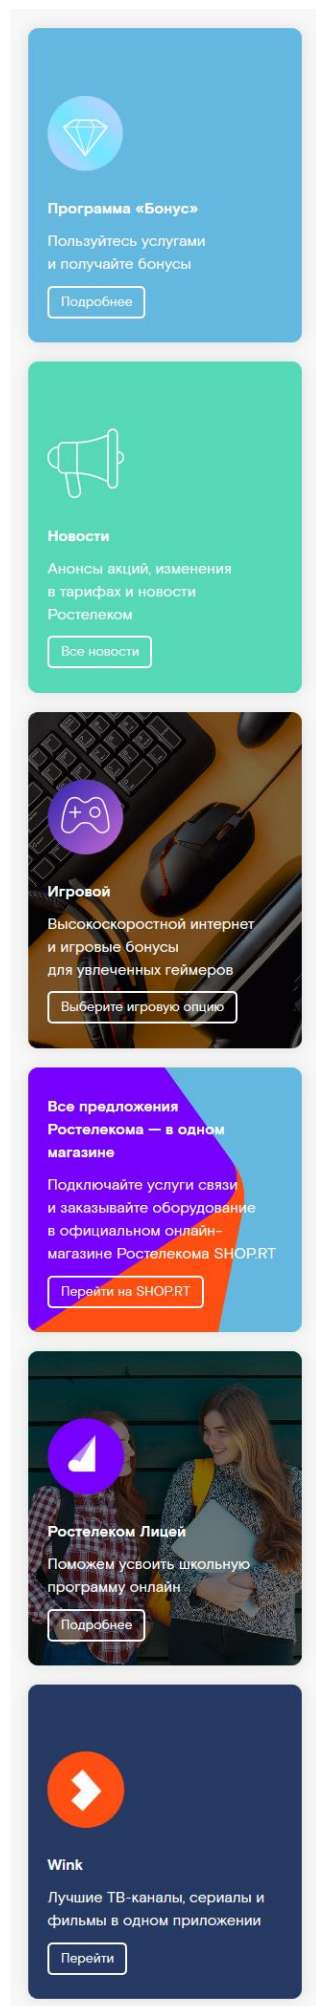 Программа «Бонус»
Пользуйтесь услугами
и получайте бонусы
Подробнее
Новости
Анонсы акций, изменения
в тарифах и новости
Ростелеком
Все новости
Игровой
Высокоскоростной интернет
и игровые бонусы
для увлеченных геймеров
Выберите игровую опцию
Все предложения
Ростелекома — в одном
магазине
Подключайте услуги связи
и заказывайте оборудование
в официальном онлайн-
магазине Ростелекома SHOP.RT
Перейти на SHOP.RT
Ростелеком Лицей
Поможем усвоить школьную
программу онлайн
Подробнее
Wink
Лучшие ТВ-каналы, сериалы и
фильмы в одном приложении
Перейти